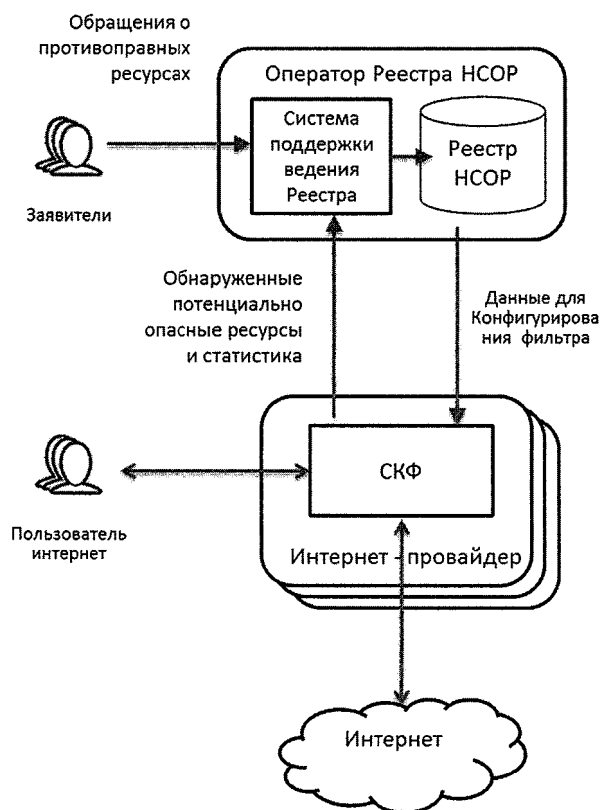 Обращения о
противоправных
ресурсах
Оператор Реестра НСОР
Система
поддержки
ведения
Реестра
Реестр
НСОР
Заявители
Обнаруженные
потенциально
опасные ресурсы
и статистика
Данные для
Конфигурирова
ния фильтра
СКФ
Пользователь
интернет
Интернет - провайдер
Интернет